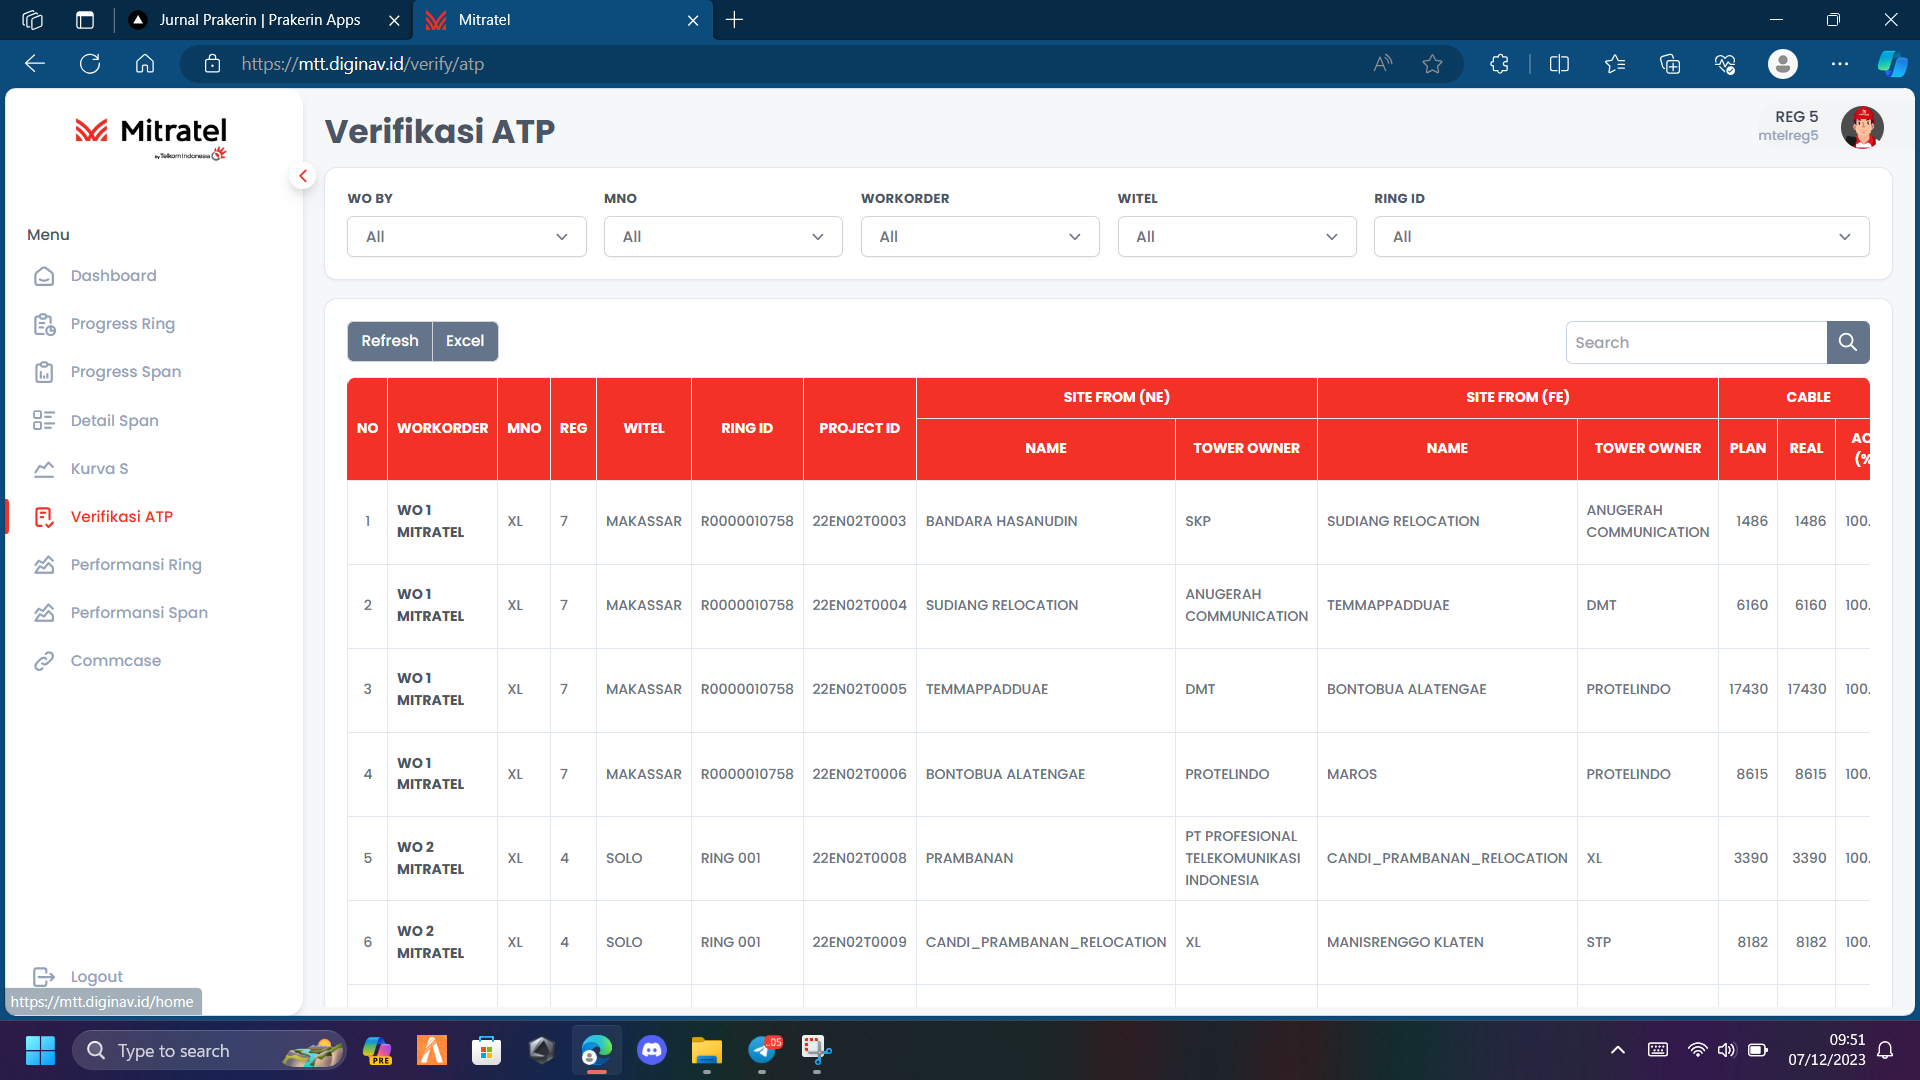 Jurnal Prakerin | Prakerin Apps
Mitratel
https://mtt.diginav.id/verify/atp
Mitratel
by Telkom Indonesia
Verifikasi ATP
REG 5
mtelreg5
Menu
Dashboard
Progress Ring
Progress Span
Detail Span
Kurva S
Verifikasi ATP
Performansi Ring
Performansi Span
Commcase
Logout
https://mtt.diginav.id/home
WO BY MNO WORKORDER WITEL RING ID
All All All All All
Refresh Excel Search
SITE FROM (NE) SITE FROM (FE) CABLE
NO WORKORDER MNO REG WITEL RING ID PROJECT ID NAME TOWER OWNER NAME TOWER OWNER PLAN REAL
1 WO 1 MITRATEL XL 7 MAKASSAR R0000010758 22EN02T0003 BANDARA HASANUDIN SKP SUDIANG RELOCATION ANUGERAH COMMUNICATION 1486 1486 100.
2 WO 1 MITRATEL XL 7 MAKASSAR R0000010758 22EN02T0004 SUDIANG RELOCATION ANUGERAH COMMUNICATION TEMMAPPADDUAE DMT 6160 6160 100.
3 WO 1 MITRATEL XL 7 MAKASSAR R0000010758 22EN02T0005 TEMMAPPADDUAE DMT BONTOBUA ALATENGAE PROTELINDO 17430 17430 100.
4 WO 1 MITRATEL XL 7 MAKASSAR R0000010758 22EN02T0006 BONTOBUA ALATENGAE PROTELINDO MAROS PROTELINDO 8615 8615 100.
5 WO 2 MITRATEL XL 4 SOLO RING 001 22EN02T0008 PRAMBANAN PT PROFESIONAL TELEKOMUNIKASI INDONESIA CANDI_PRAMBANAN_RELOCATION XL 3390 3390 100.
6 WO 2 MITRATEL XL 4 SOLO RING 001 22EN02T0009 CANDI_PRAMBANAN_RELOCATION XL MANISRENGGO KLATEN STP 8182 8182 100.
Type to search
PRE
09:51
07/12/2023